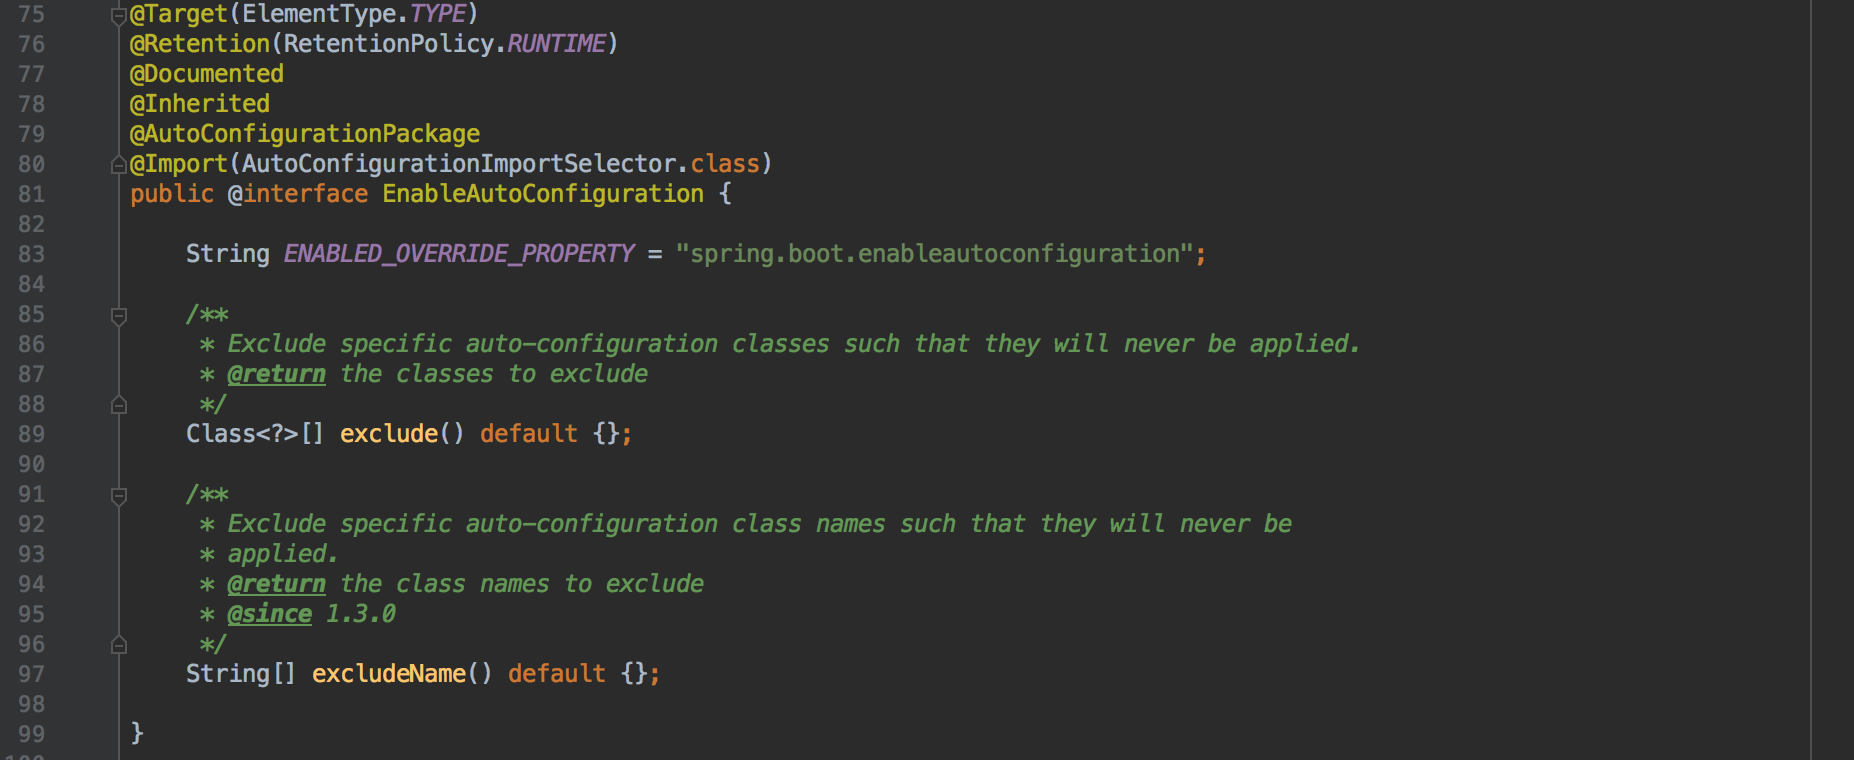 75 @Target(ElementType.TYPE)
76 @Retention(RetentionPolicy.RUNTIME)
77 @Documented
78 @Inherited
79 @AutoConfigurationPackage
80 @Import(AutoConfigurationImportSelector.class)
81 public @interface EnableAutoConfiguration {
82
83 String ENABLED_OVERRIDE_PROPERTY = "spring.boot.enableautoconfiguration";
84
85 /**
86 * Exclude specific auto-configuration classes such that they will never be applied.
87 * @return the classes to exclude
88 */
89 Class<?>[] exclude() default {};
90
91 /**
92 * Exclude specific auto-configuration class names such that they will never be
93 * applied.
94 * @return the class names to exclude
95 * @since 1.3.0
96 */
97 String[] excludeName() default {};
98
99 }